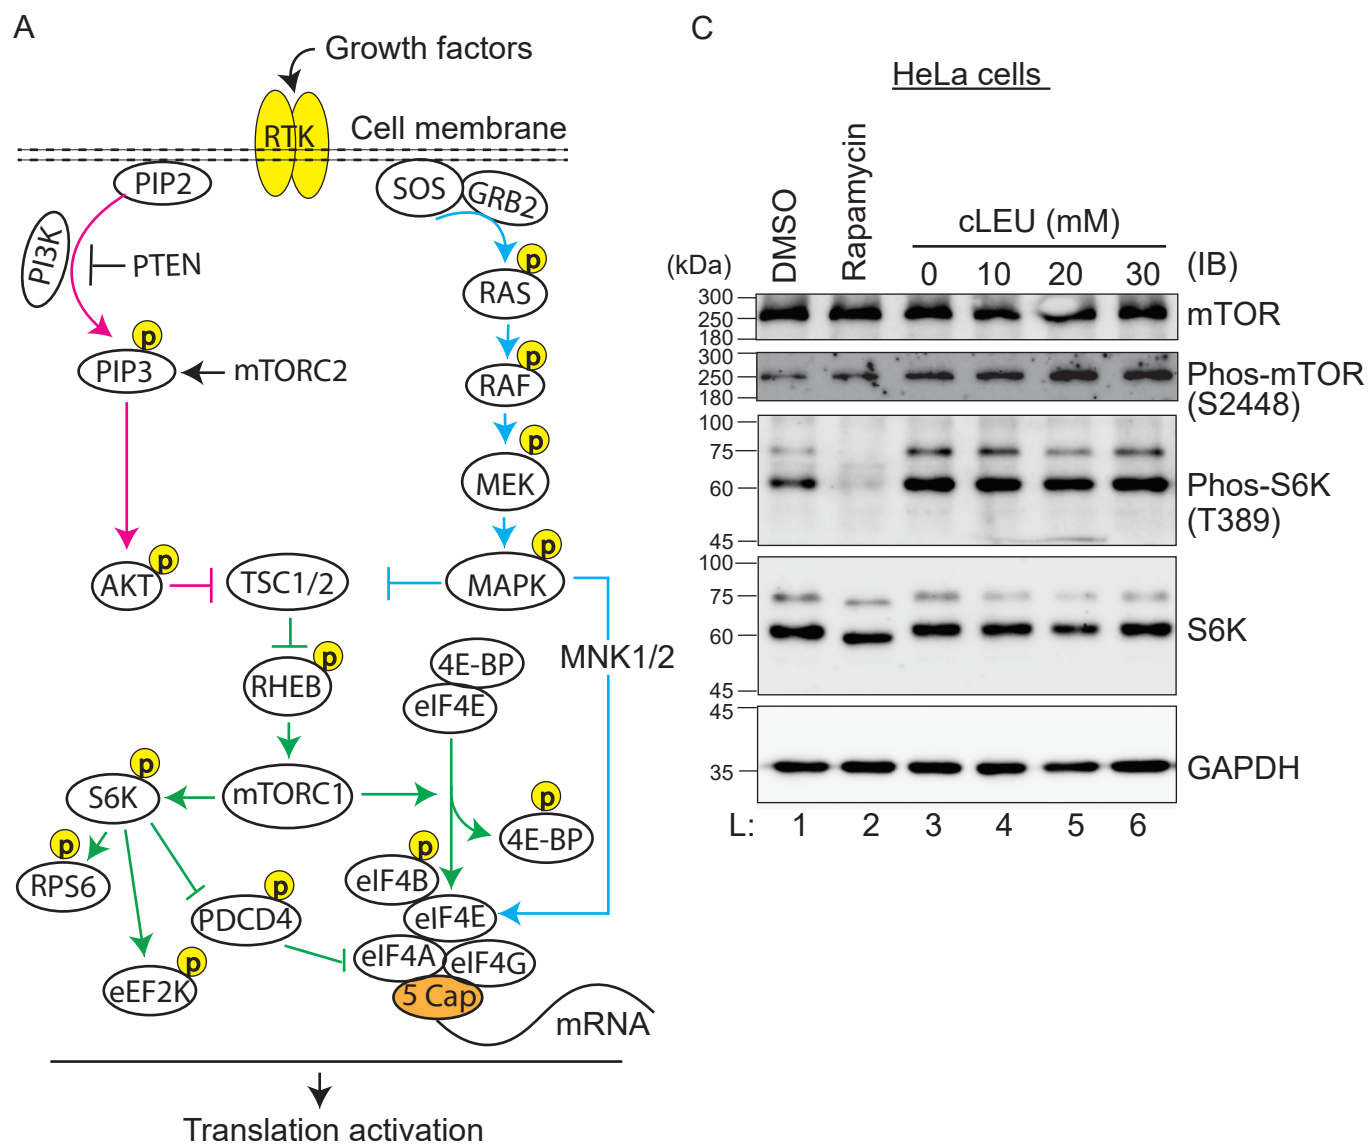 A
Growth factors
RTK
Cell membrane
PIP2
SOS
GRB2
PI3K
PTEN
p
RAS
p
PIP3
mTORC2
p
RAF
p
MEK
p
AKT
p
TSC1/2
p
MAPK
MNK1/2
4E-BP
p
RHEB
eIF4E
p
S6K
mTORC1
p
4E-BP
p
RPS6
p
eIF4B
p
PDCD4
eIF4E
eIF4A
eIF4G
p
eEF2K
5 Cap
mRNA
Translation activation
C
HeLa cells
DMSO
Rapamycin
cLEU (mM)
(kDa)
0 10 20 30 (IB)
300
250
180
mTOR
300
250
180
Phos-mTOR
(S2448)
100
75
60
45
Phos-S6K
(T389)
100
75
60
45
S6K
45
35
GAPDH
L: 1 2 3 4 5 6